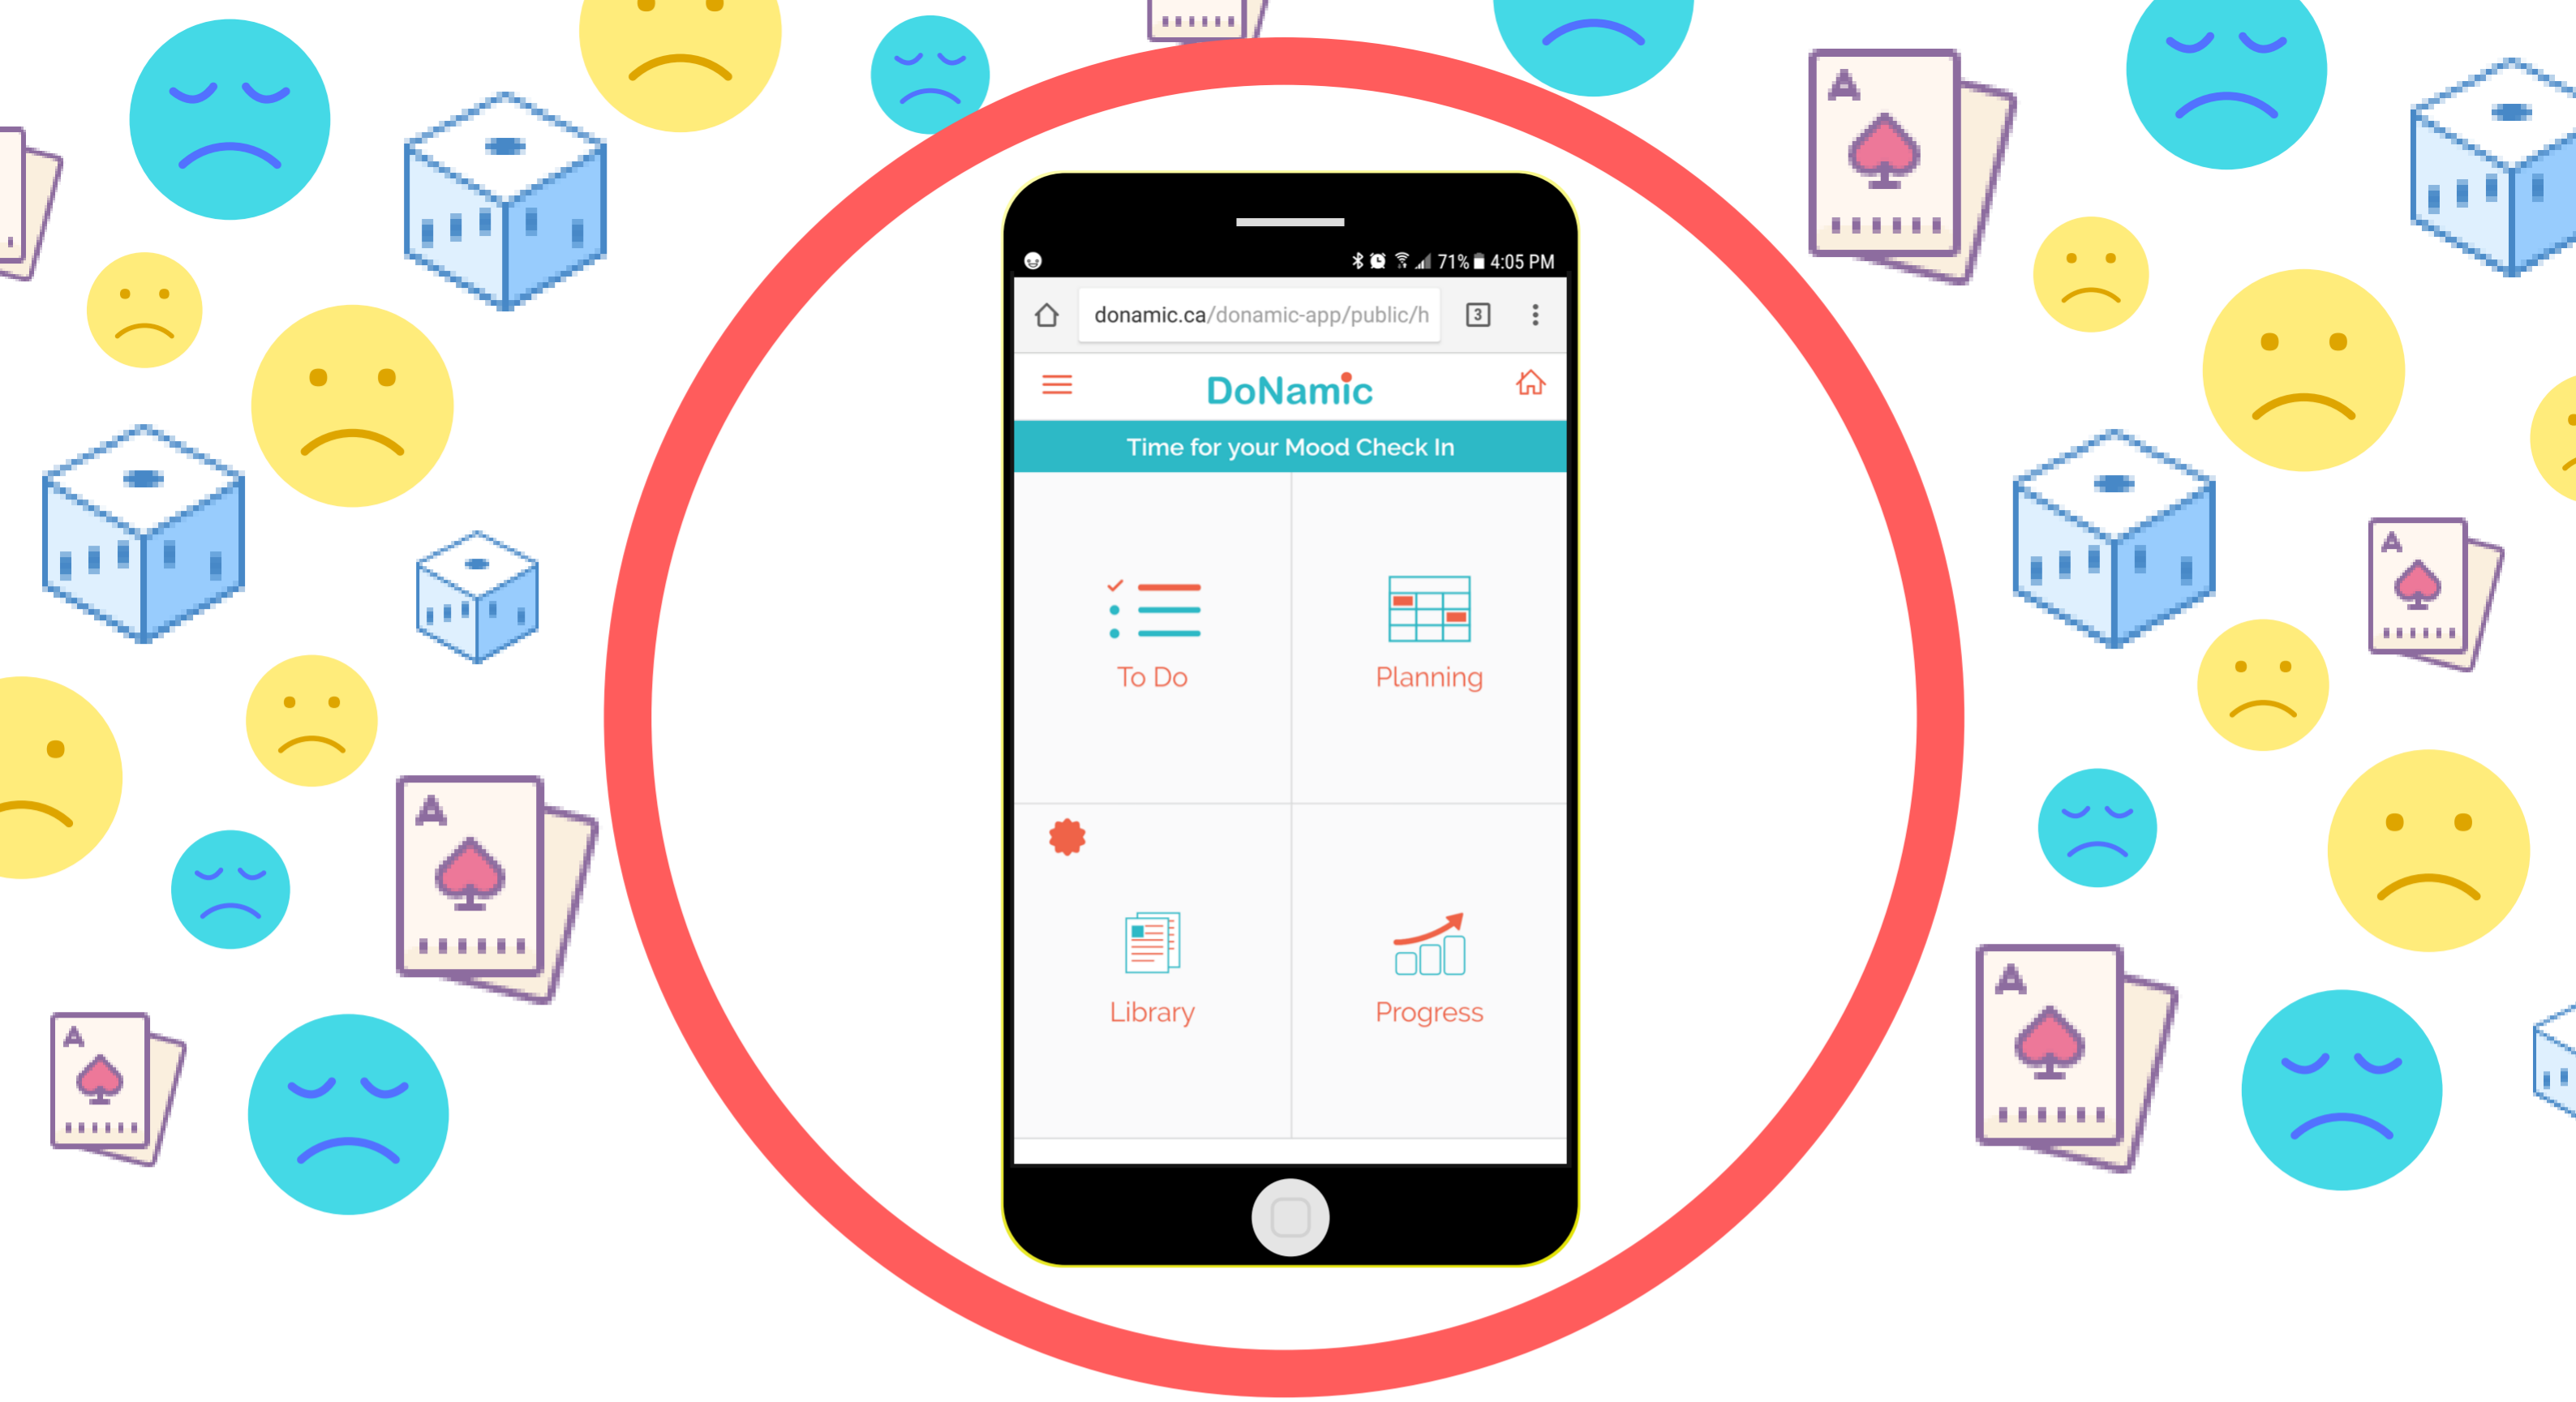 A
71% 4:05 PM
donamic.ca/donamic-app/public/h
3
DoNamic
Time for your Mood Check In
To Do
Planning
A
A
Library
Progress
A
A